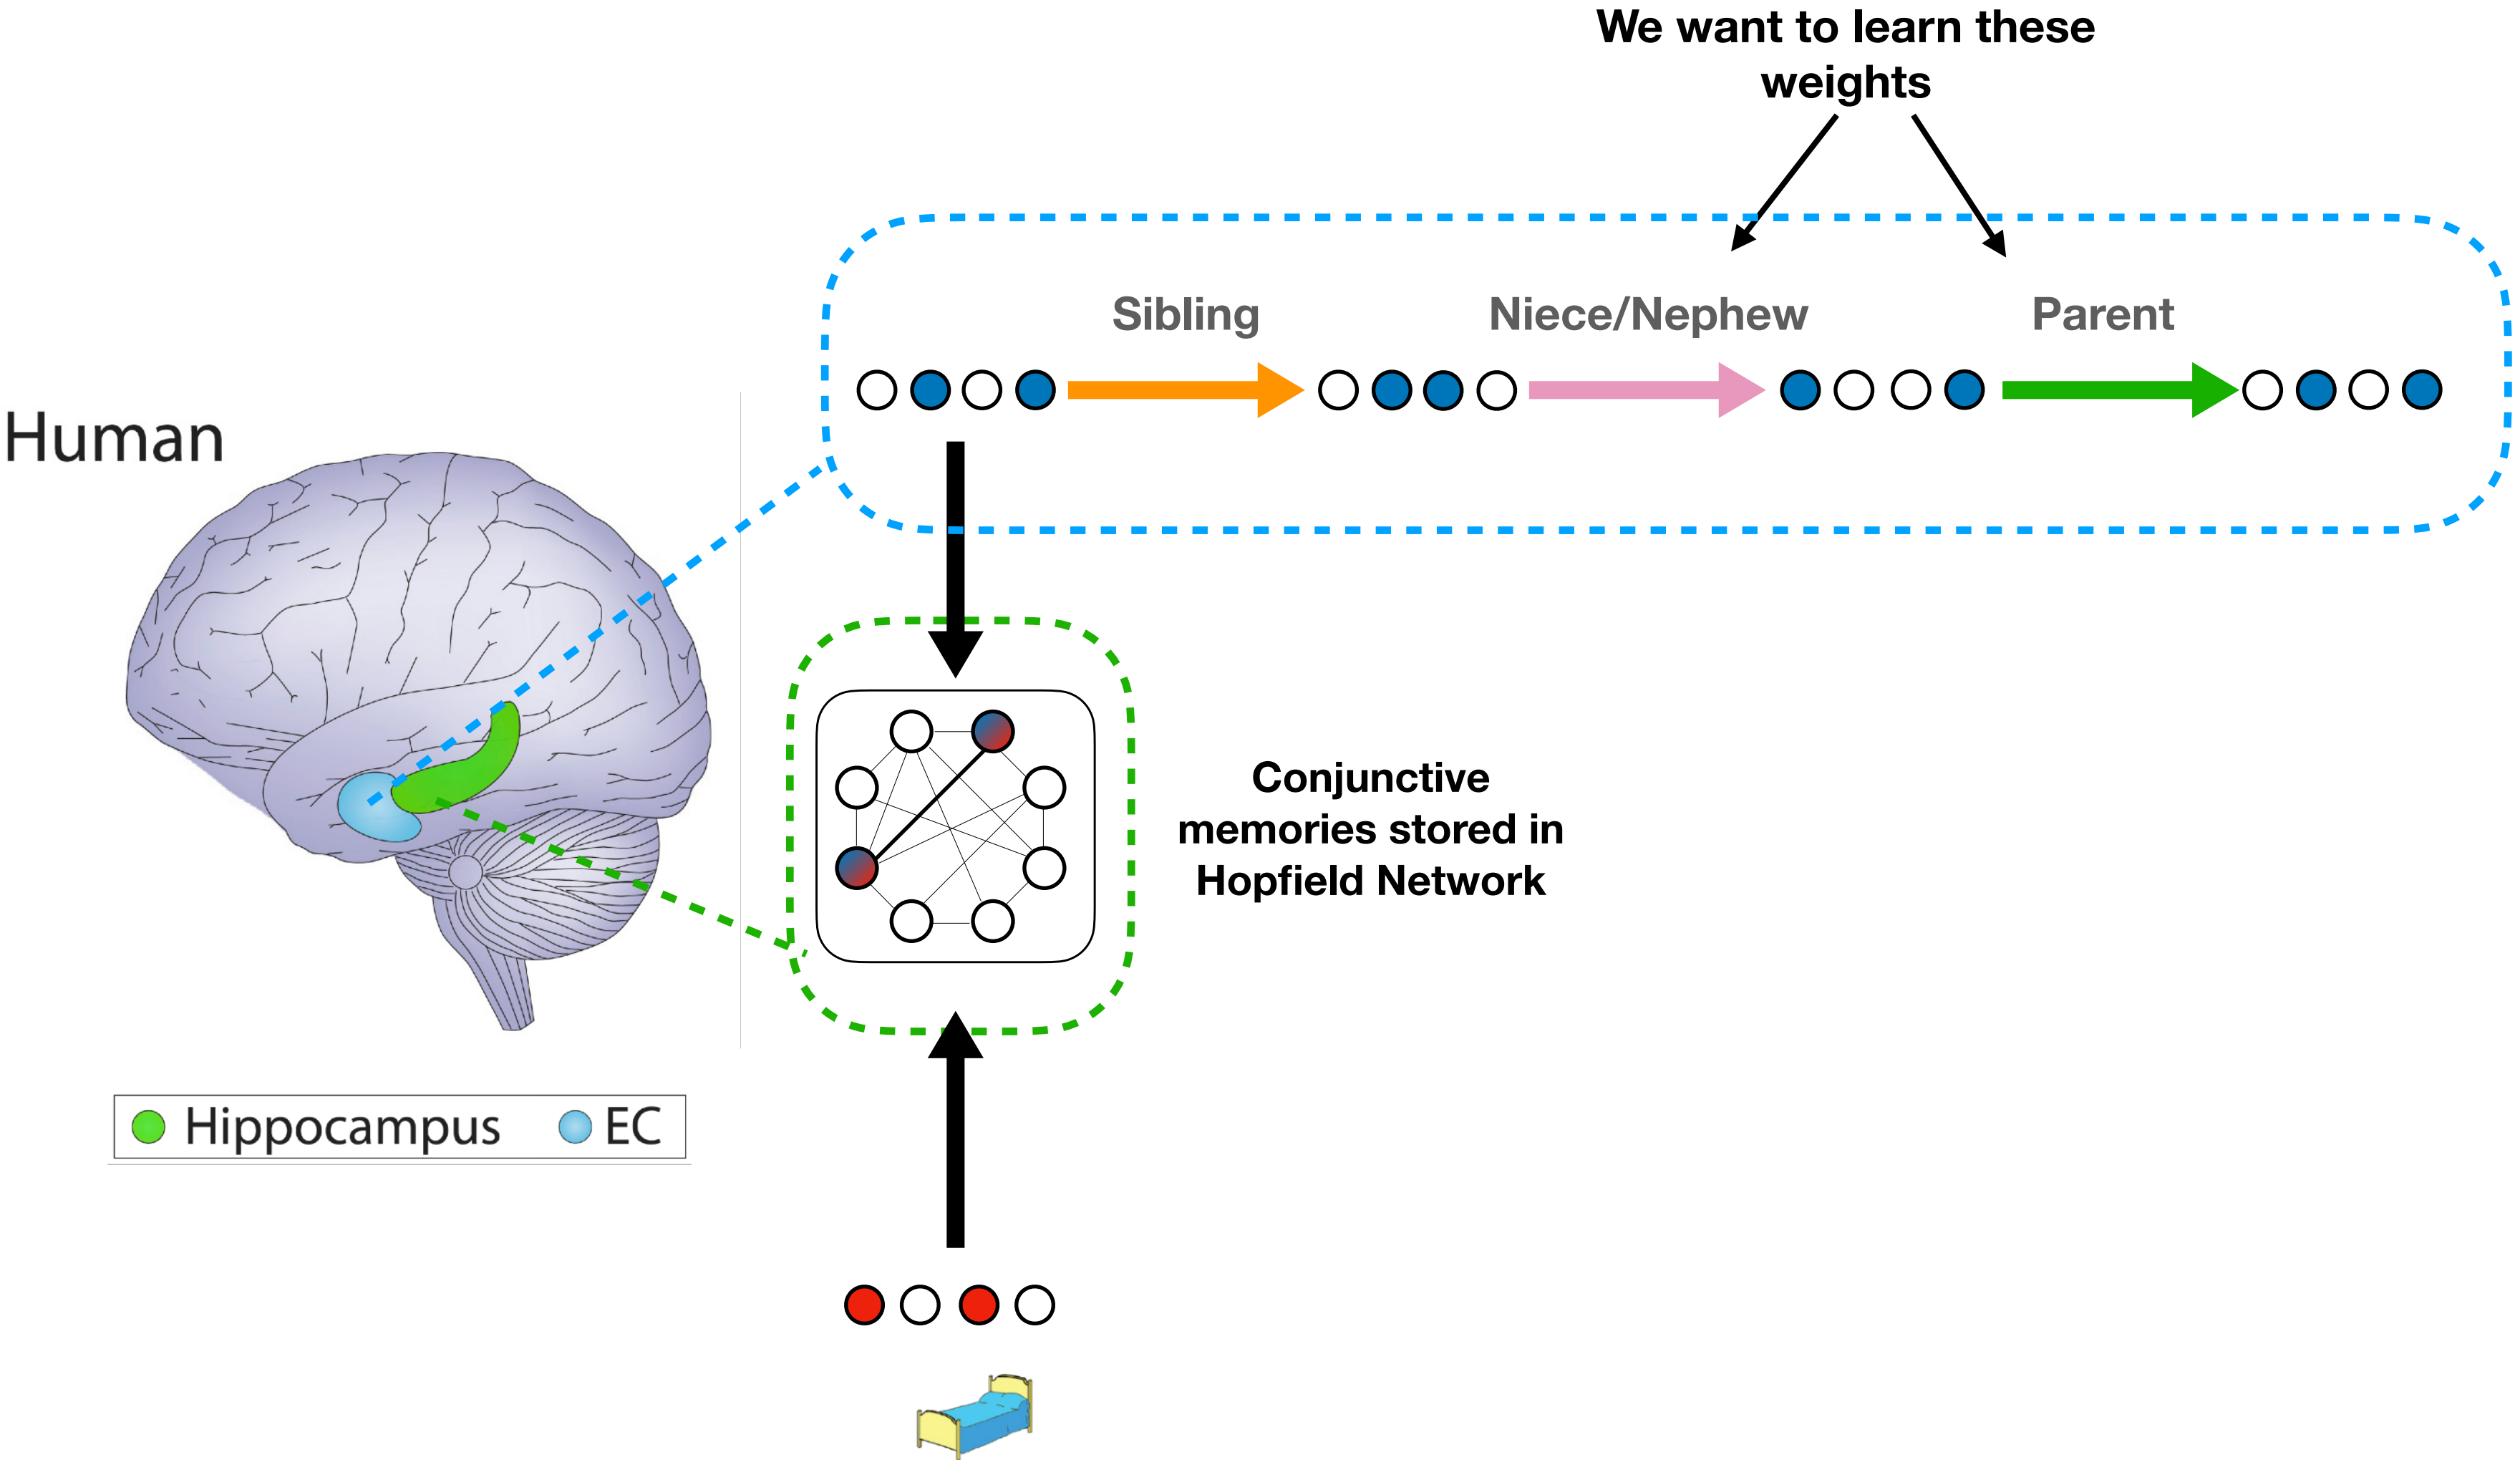 We want to learn these
weights
Sibling
Niece/Nephew
Parent
Human
Conjunctive
memories stored in
Hopfield Network
Hippocampus
EC